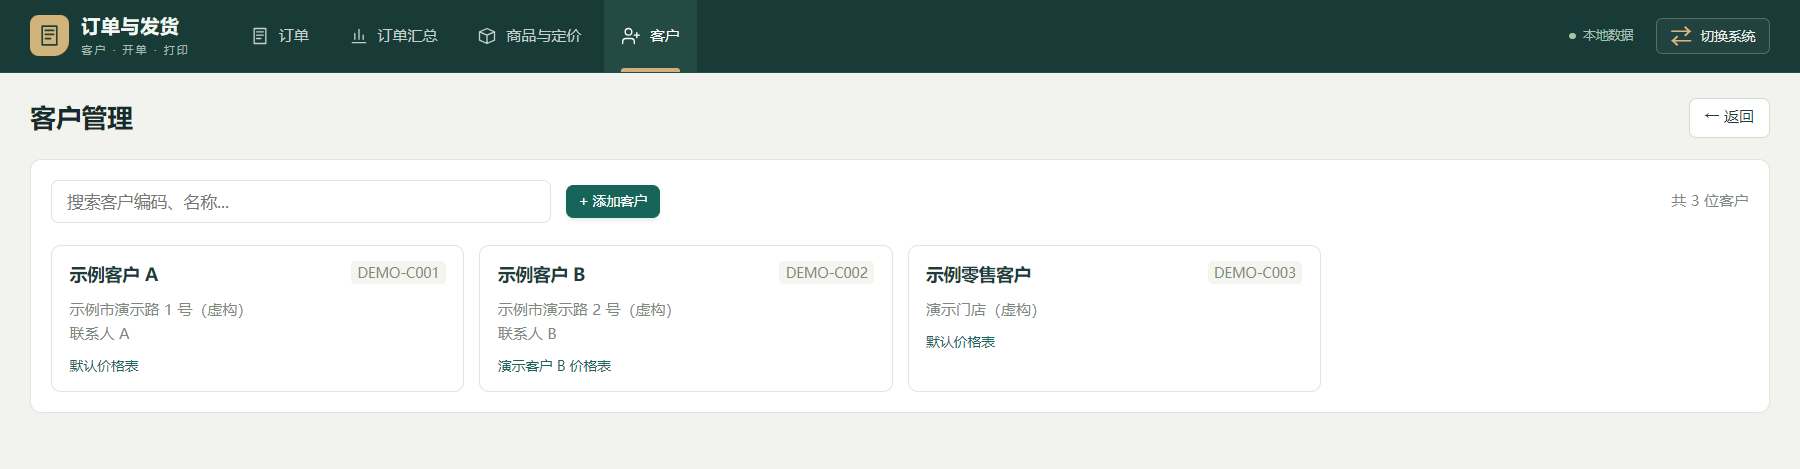 订单与发货
客户 · 开单 · 打印
订单
订单汇总
商品与定价
客户
本地数据
切换系统
客户管理
← 返回
搜索客户编码、名称...
+ 添加客户
共 3 位客户
示例客户 A
DEMO-C001
示例市演示路 1 号（虚构）
联系人 A
默认价格表
示例客户 B
DEMO-C002
示例市演示路 2 号（虚构）
联系人 B
演示客户 B 价格表
示例零售客户
DEMO-C003
演示门店（虚构）
默认价格表